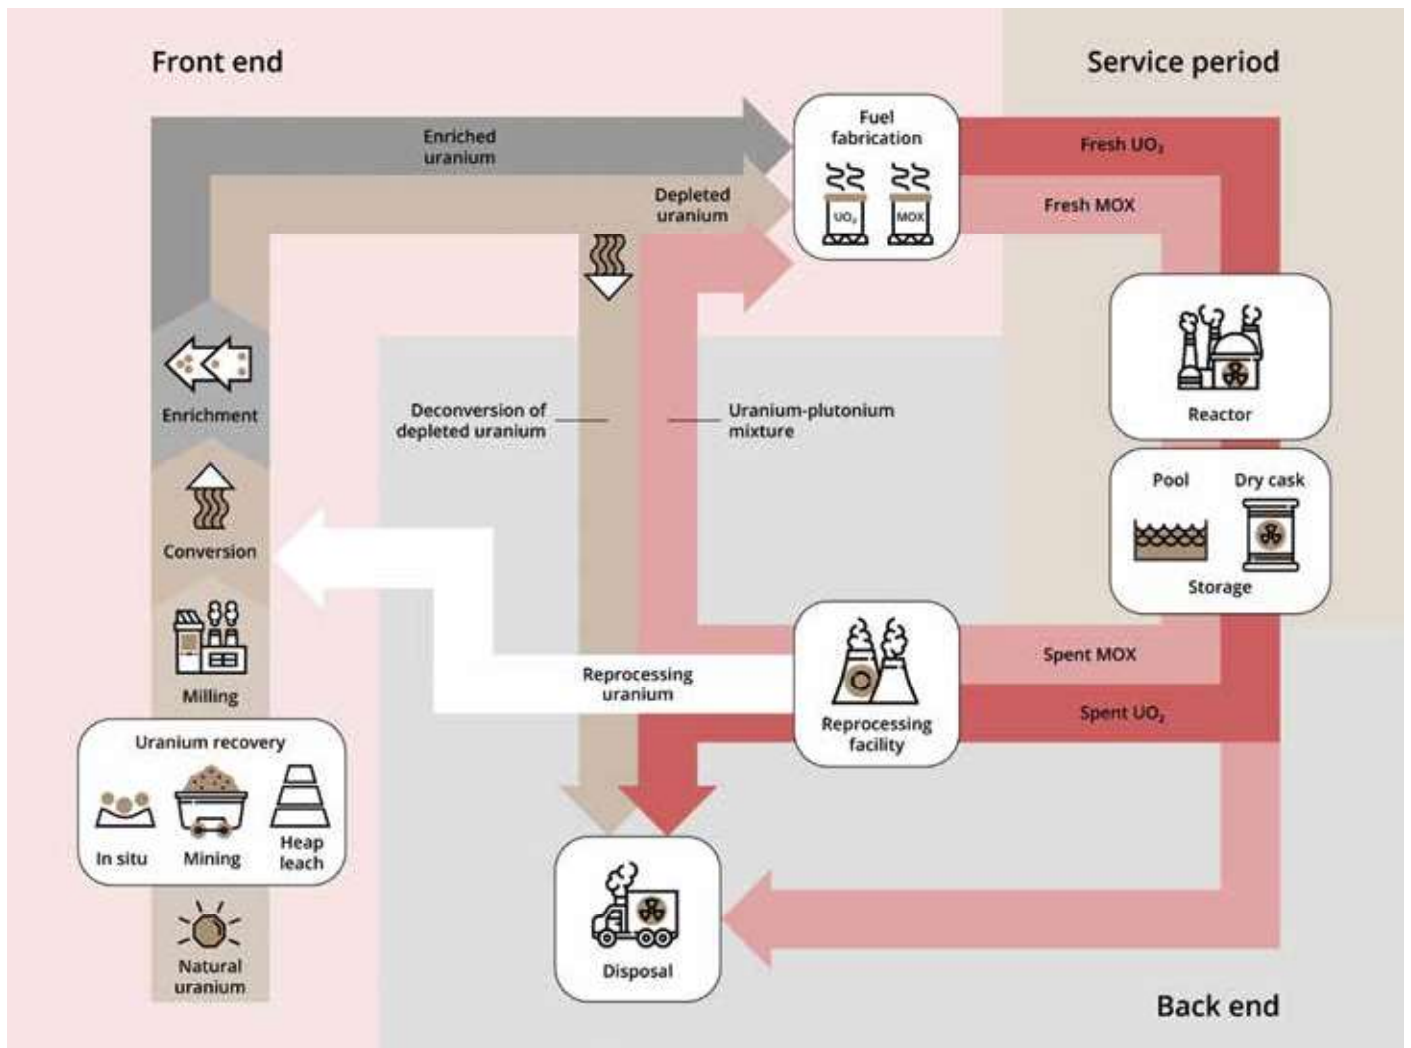 Front end
Service period
Enriched
uranium
Depleted
uranium
Fuel
fabrication
UO₂
MOX
Fresh UO₂
Fresh MOX
Enrichment
Conversion
Milling
Uranium recovery
In situ
Mining
Heap
leach
Natural
uranium
Deconversion of
depleted uranium
Uranium-plutonium
mixture
Reactor
Pool
Dry cask
Storage
Reprocessing
uranium
Reprocessing
facility
Spent MOX
Spent UO₂
Disposal
Back end